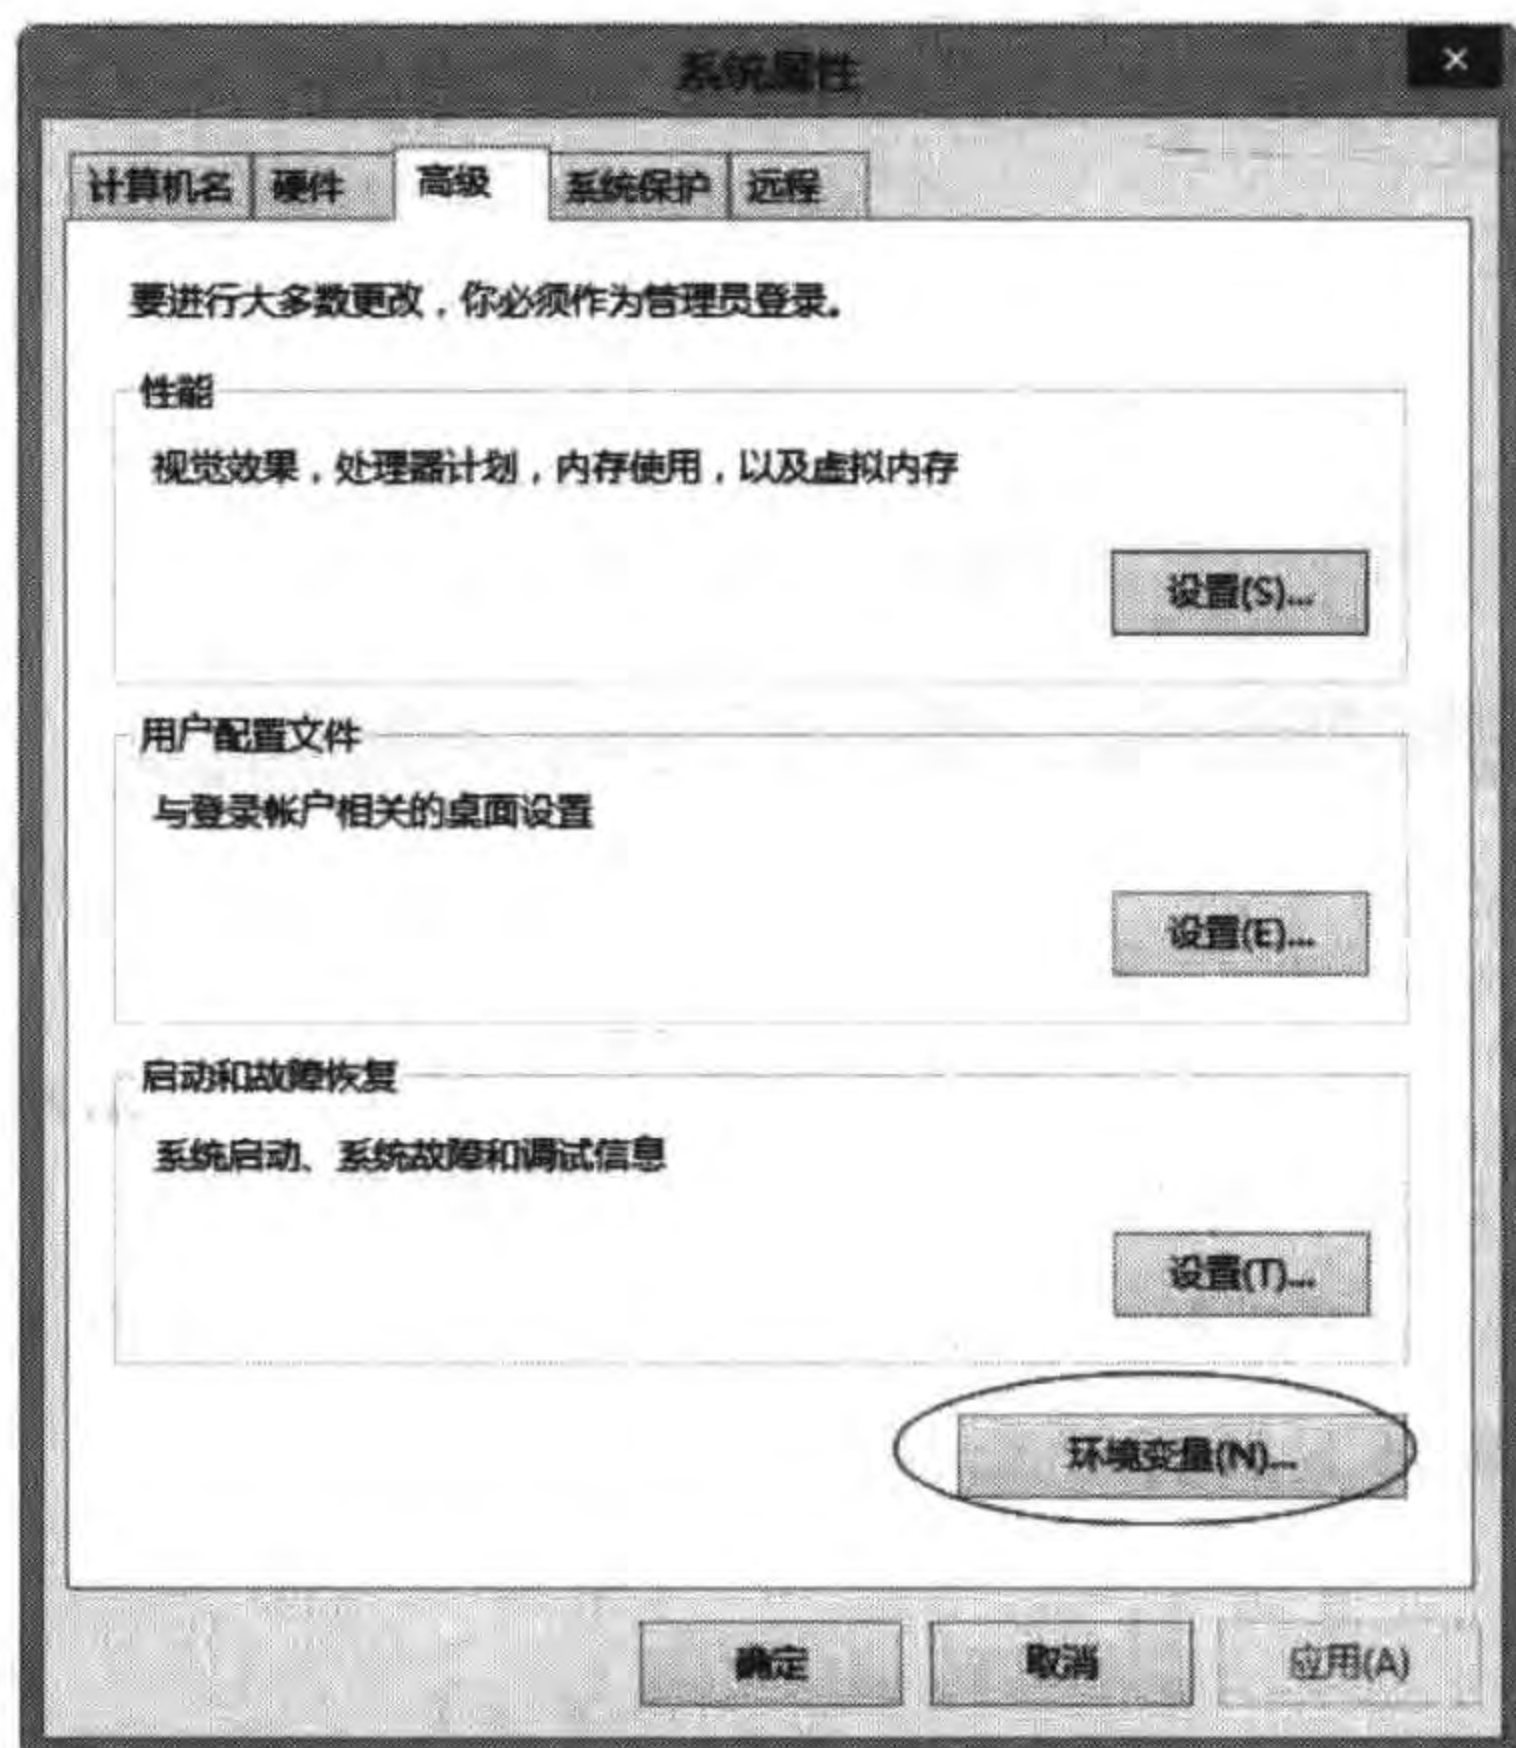 系统属性
计算机名 硬件 高级 系统保护 远程
要进行大多数更改，你必须作为管理员登录。
性能
视觉效果，处理器计划，内存使用，以及虚拟内存
设置(S)...
用户配置文件
与登录帐户相关的桌面设置
设置(E)...
启动和故障恢复
系统启动、系统故障和调试信息
设置(T)...
环境变量(N)...
确定 取消 应用(A)